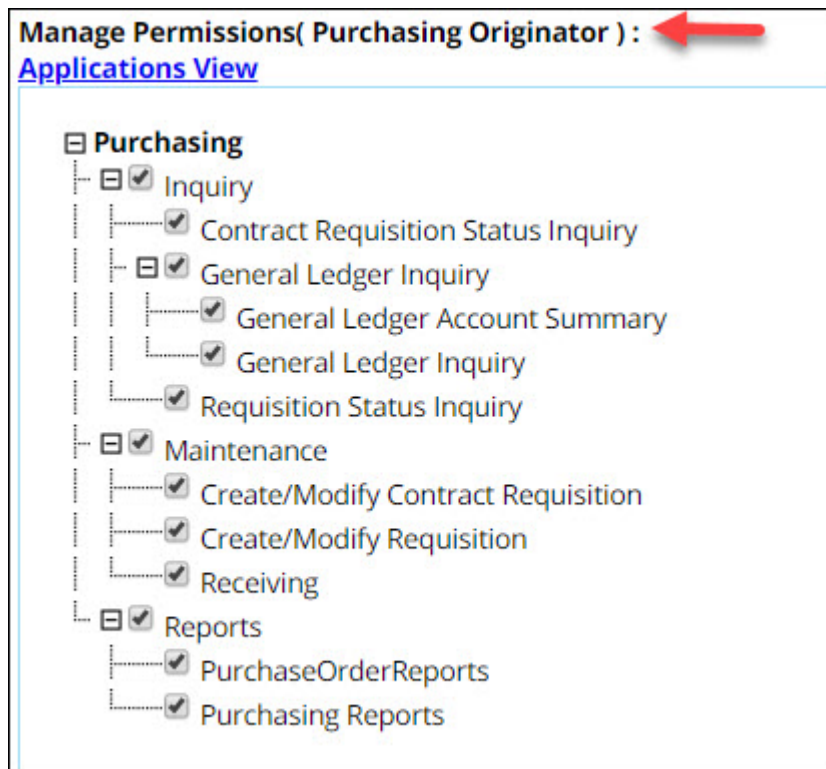 Manage Permissions( Purchasing Originator ) :
Applications View
Purchasing
Inquiry
Contract Requisition Status Inquiry
General Ledger Inquiry
General Ledger Account Summary
General Ledger Inquiry
Requisition Status Inquiry
Maintenance
Create/Modify Contract Requisition
Create/Modify Requisition
Receiving
Reports
PurchaseOrderReports
Purchasing Reports